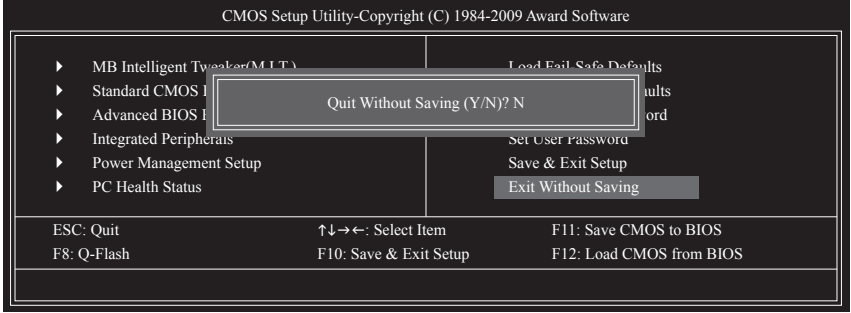 CMOS Setup Utility-Copyright (C) 1984-2009 Award Software
MB Intelligent Tweaker(M.I.T.)
Standard CMOS
Advanced BIOS
Integrated Peripherals
Power Management Setup
PC Health Status
Load Fail-Safe Defaults
Set User Password
Save & Exit Setup
Exit Without Saving
Quit Without Saving (Y/N)? N
ESC: Quit
↑↓→←: Select Item
F11: Save CMOS to BIOS
F8: Q-Flash
F10: Save & Exit Setup
F12: Load CMOS from BIOS